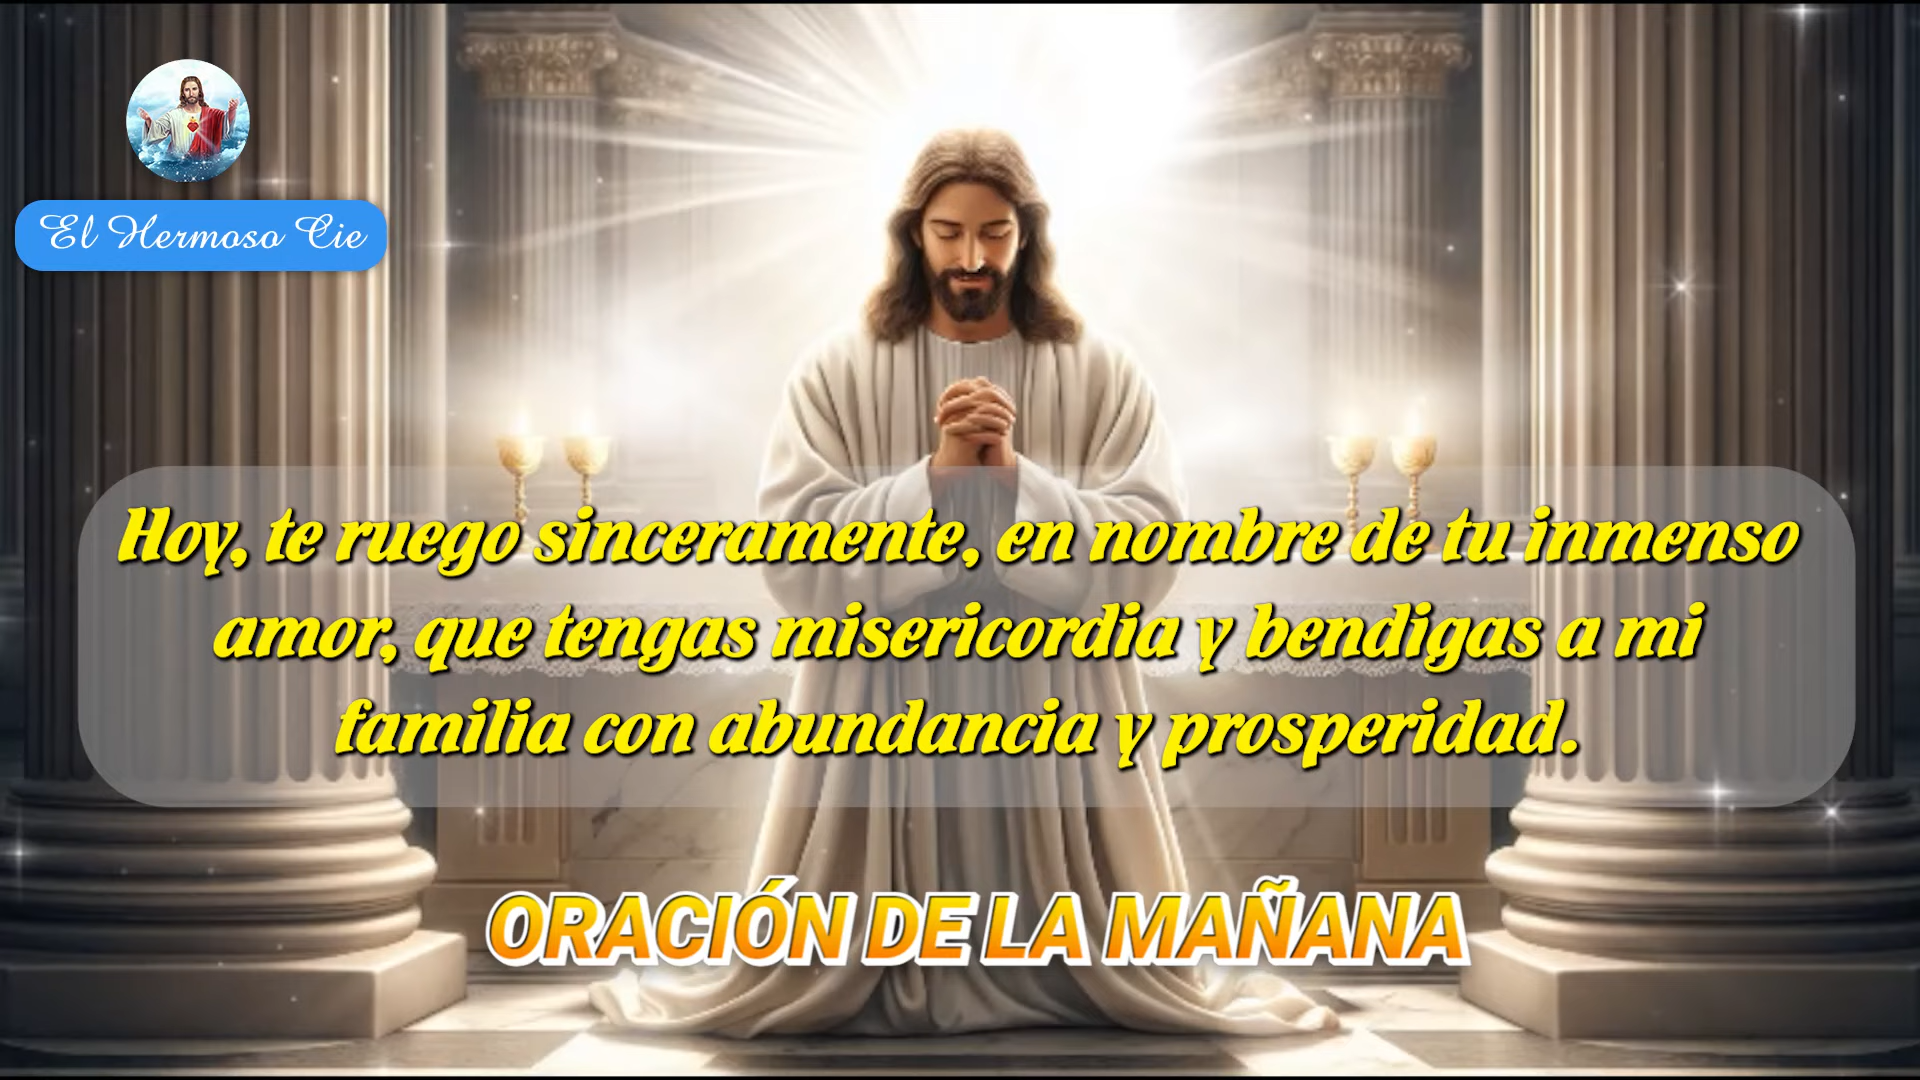 El Hermoso Cie
Hoy, te ruego sinceramente, en nombre de tu inmenso
amor, que tengas misericordia y bendigas a mi
familia con abundancia y prosperidad.
ORACIÓN DE LA MAÑANA